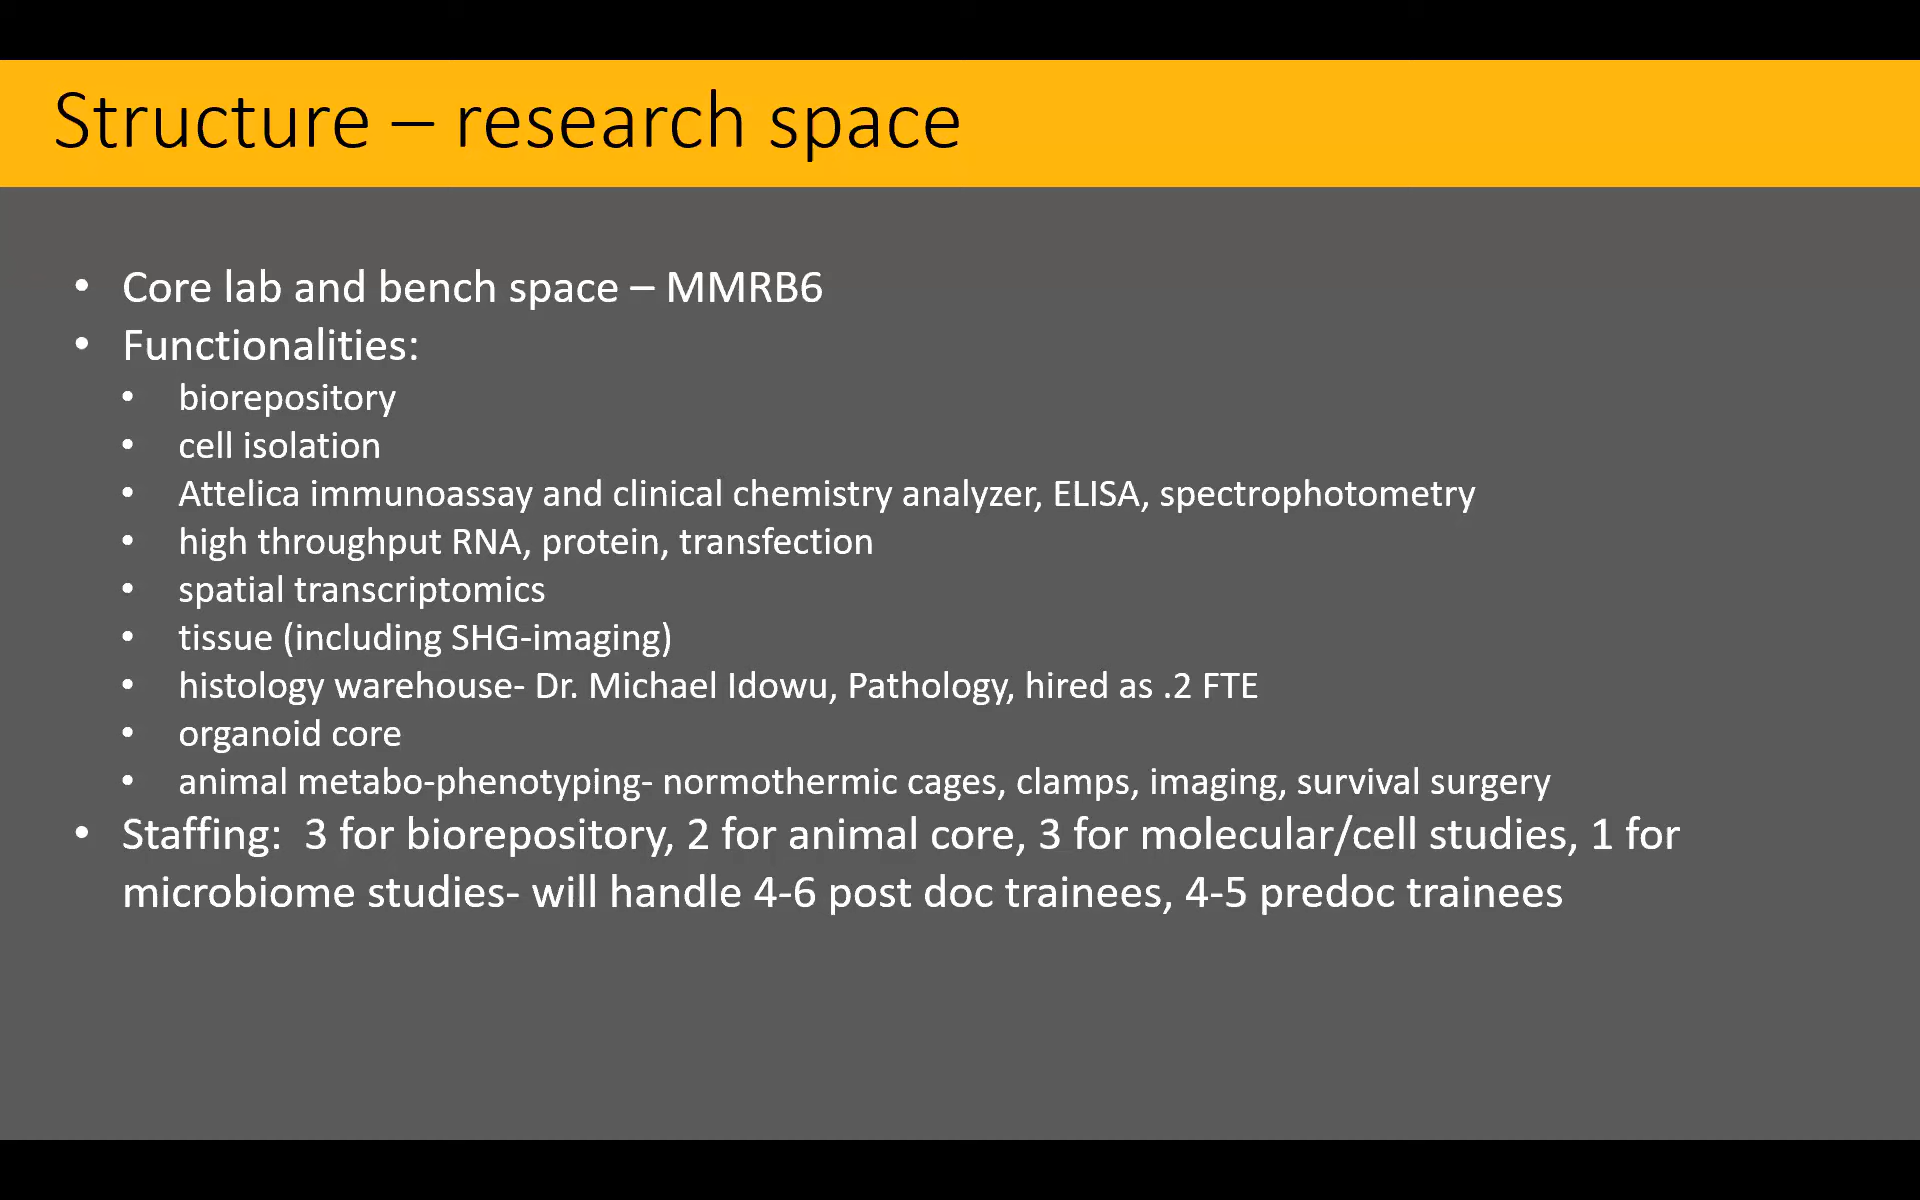 Structure – research space
• Core lab and bench space – MMRB6
• Functionalities:
• biorepository
• cell isolation
• Attelica immunoassay and clinical chemistry analyzer, ELISA, spectrophotometry
• high throughput RNA, protein, transfection
• spatial transcriptomics
• tissue (including SHG-imaging)
• histology warehouse- Dr. Michael Idowu, Pathology, hired as .2 FTE
• organoid core
• animal metabo-phenotyping- normothermic cages, clamps, imaging, survival surgery
• Staffing:  3 for biorepository, 2 for animal core, 3 for molecular/cell studies, 1 for
microbiome studies- will handle 4-6 post doc trainees, 4-5 predoc trainees